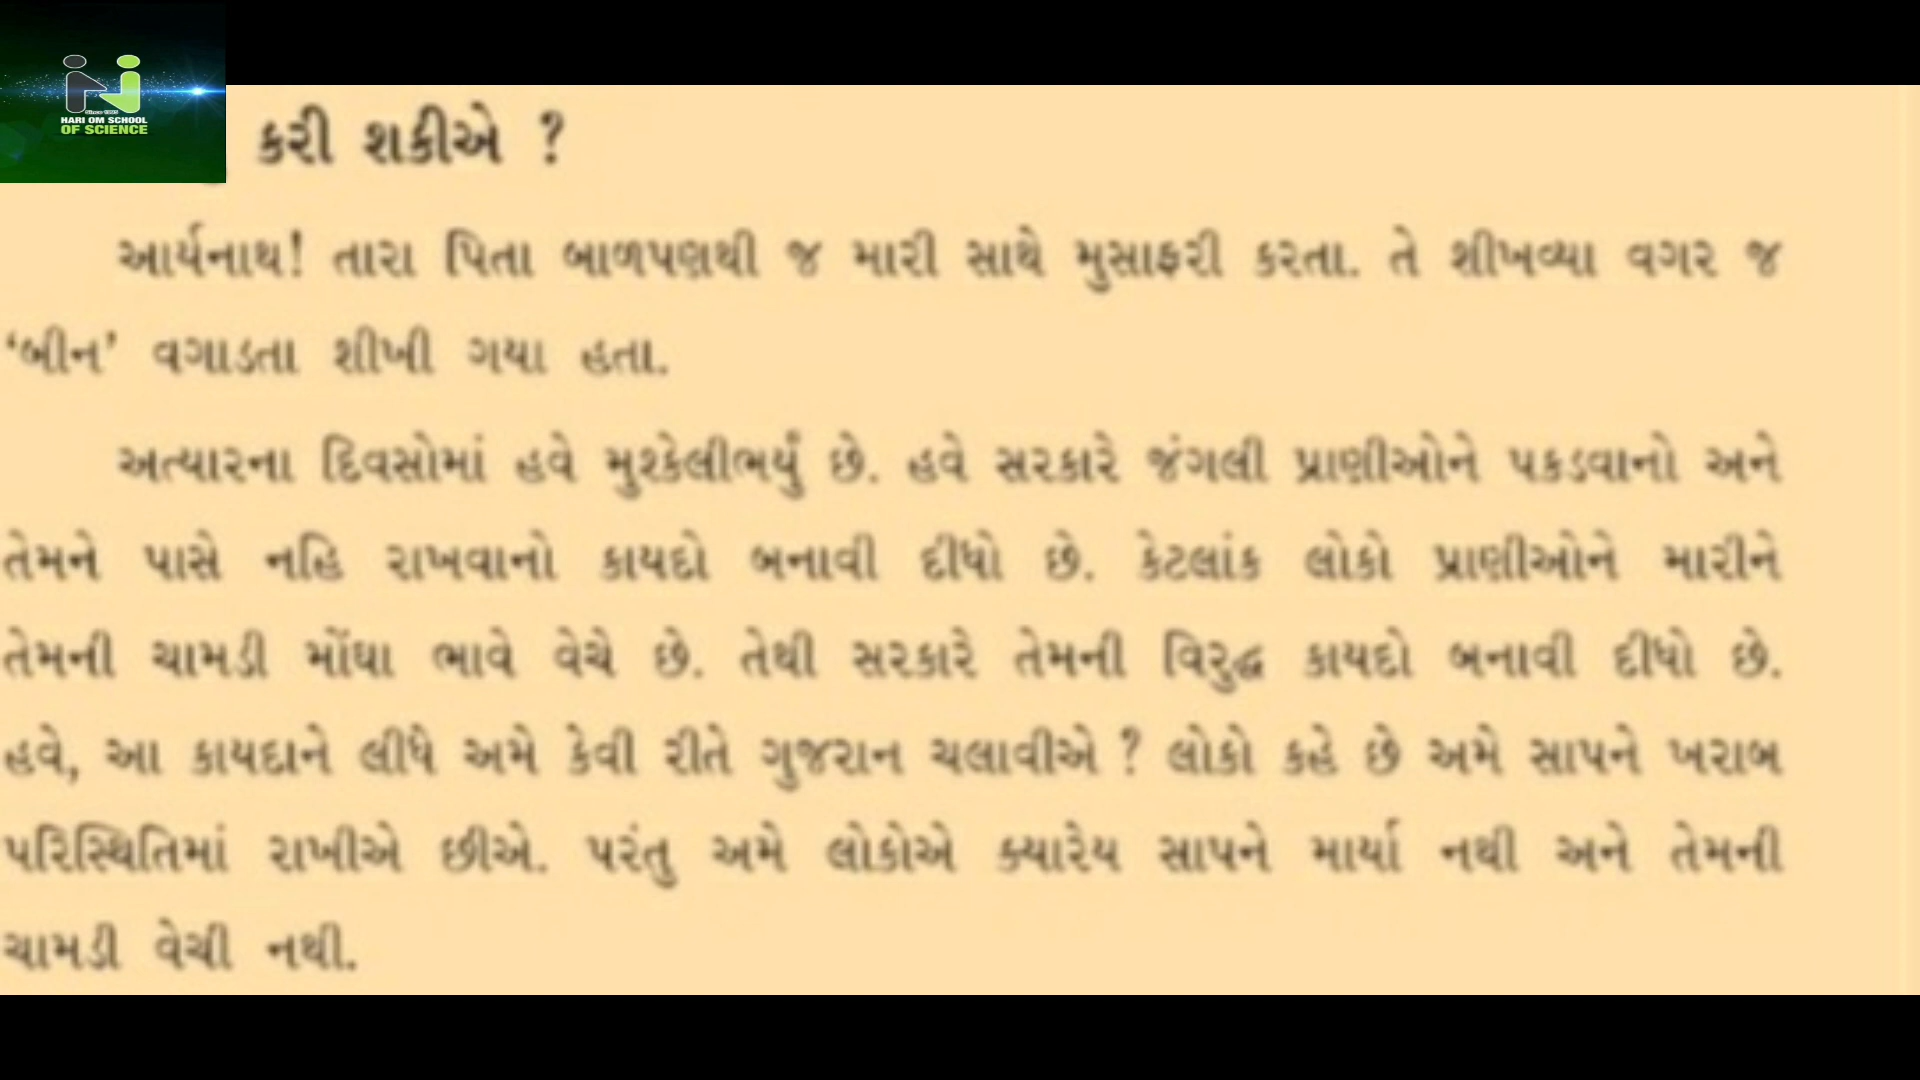 Since 1995
HARI OM SCHOOL
OF SCIENCE
કરી શકીએ ?
આર્યનાથ! તારા પિતા બાળપણથી જ મારી સાથે મુસાફરી કરતા. તે શીખવ્યા વગર જ
‘બીન’ વગાડતા શીખી ગયા હતા.
અત્યારના દિવસોમાં હવે મુશ્કેલીભર્યું છે. હવે સરકારે જંગલી પ્રાણીઓને પકડવાનો અને
તેમને પાસે નહિ રાખવાનો કાયદો બનાવી દીધો છે. કેટલાંક લોકો પ્રાણીઓને મારીને
તેમની ચામડી મોંઘા ભાવે વેચે છે. તેથી સરકારે તેમની વિરુદ્ધ કાયદો બનાવી દીધો છે.
હવે, આ કાયદાને લીધે અમે કેવી રીતે ગુજરાન ચલાવીએ ? લોકો કહે છે અમે સાપને ખરાબ
પરિસ્થિતિમાં રાખીએ છીએ. પરંતુ અમે લોકોએ ક્યારેય સાપને માર્યા નથી અને તેમની
ચામડી વેચી નથી.